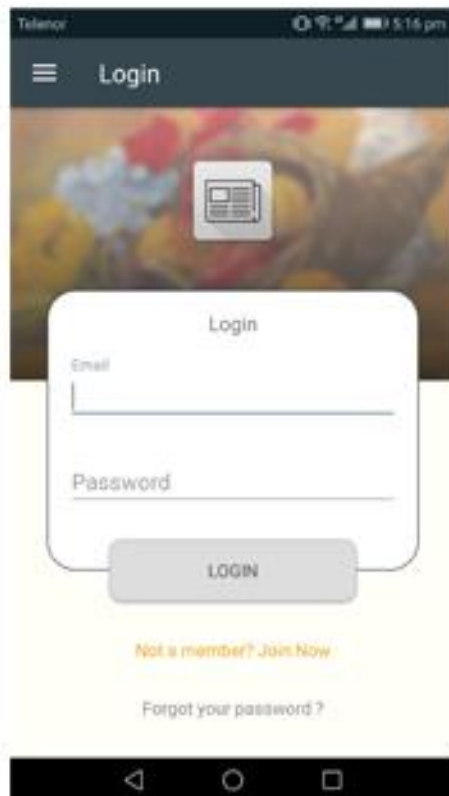 Telenor 5:16 pm
Login
Login
Email
Password
LOGIN
Not a member? Join Now
Forgot your password ?